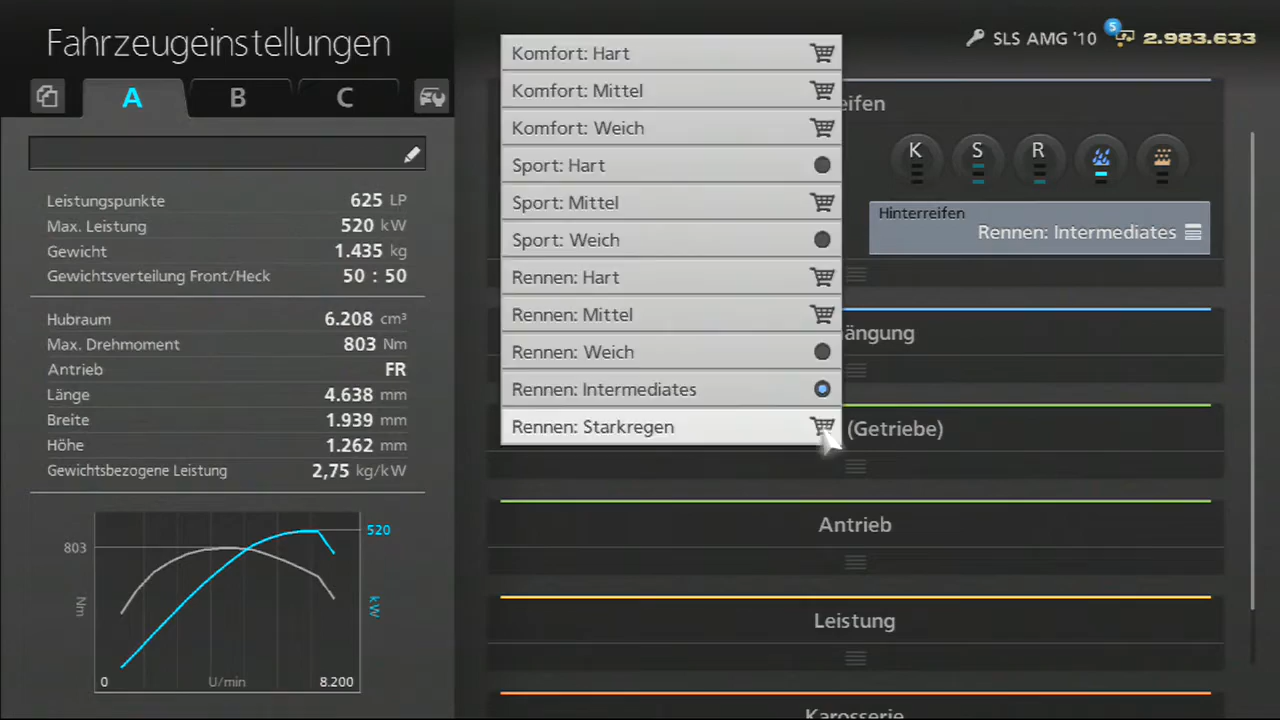 Fahrzeugeinstellungen
A
B
C
Leistungspunkte 625 LP
Max. Leistung 520 kW
Gewicht 1.435 kg
Gewichtsverteilung Front/Heck 50 : 50
Hubraum 6.208 cm³
Max. Drehmoment 803 Nm
Antrieb FR
Länge 4.638 mm
Breite 1.939 mm
Höhe 1.262 mm
Gewichtsbezogene Leistung 2,75 kg/kW
803
520
Nm
kW
0 U/min 8.200
Komfort: Hart
Komfort: Mittel
Komfort: Weich
Sport: Hart
Sport: Mittel
Sport: Weich
Rennen: Hart
Rennen: Mittel
Rennen: Weich
Rennen: Intermediates
Rennen: Starkregen
SLS AMG '10 5 2.983.633
eifen
K S R
Hinterreifen
Rennen: Intermediates
ängung
(Getriebe)
Antrieb
Leistung
Karosserie